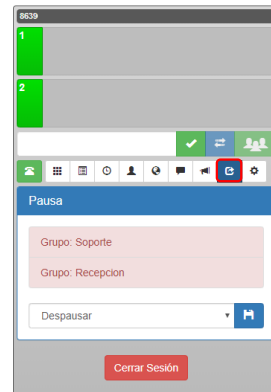 8639
1
2
Pausa
Grupo: Soporte
Grupo: Recepcion
Despausar
Cerrar Sesión